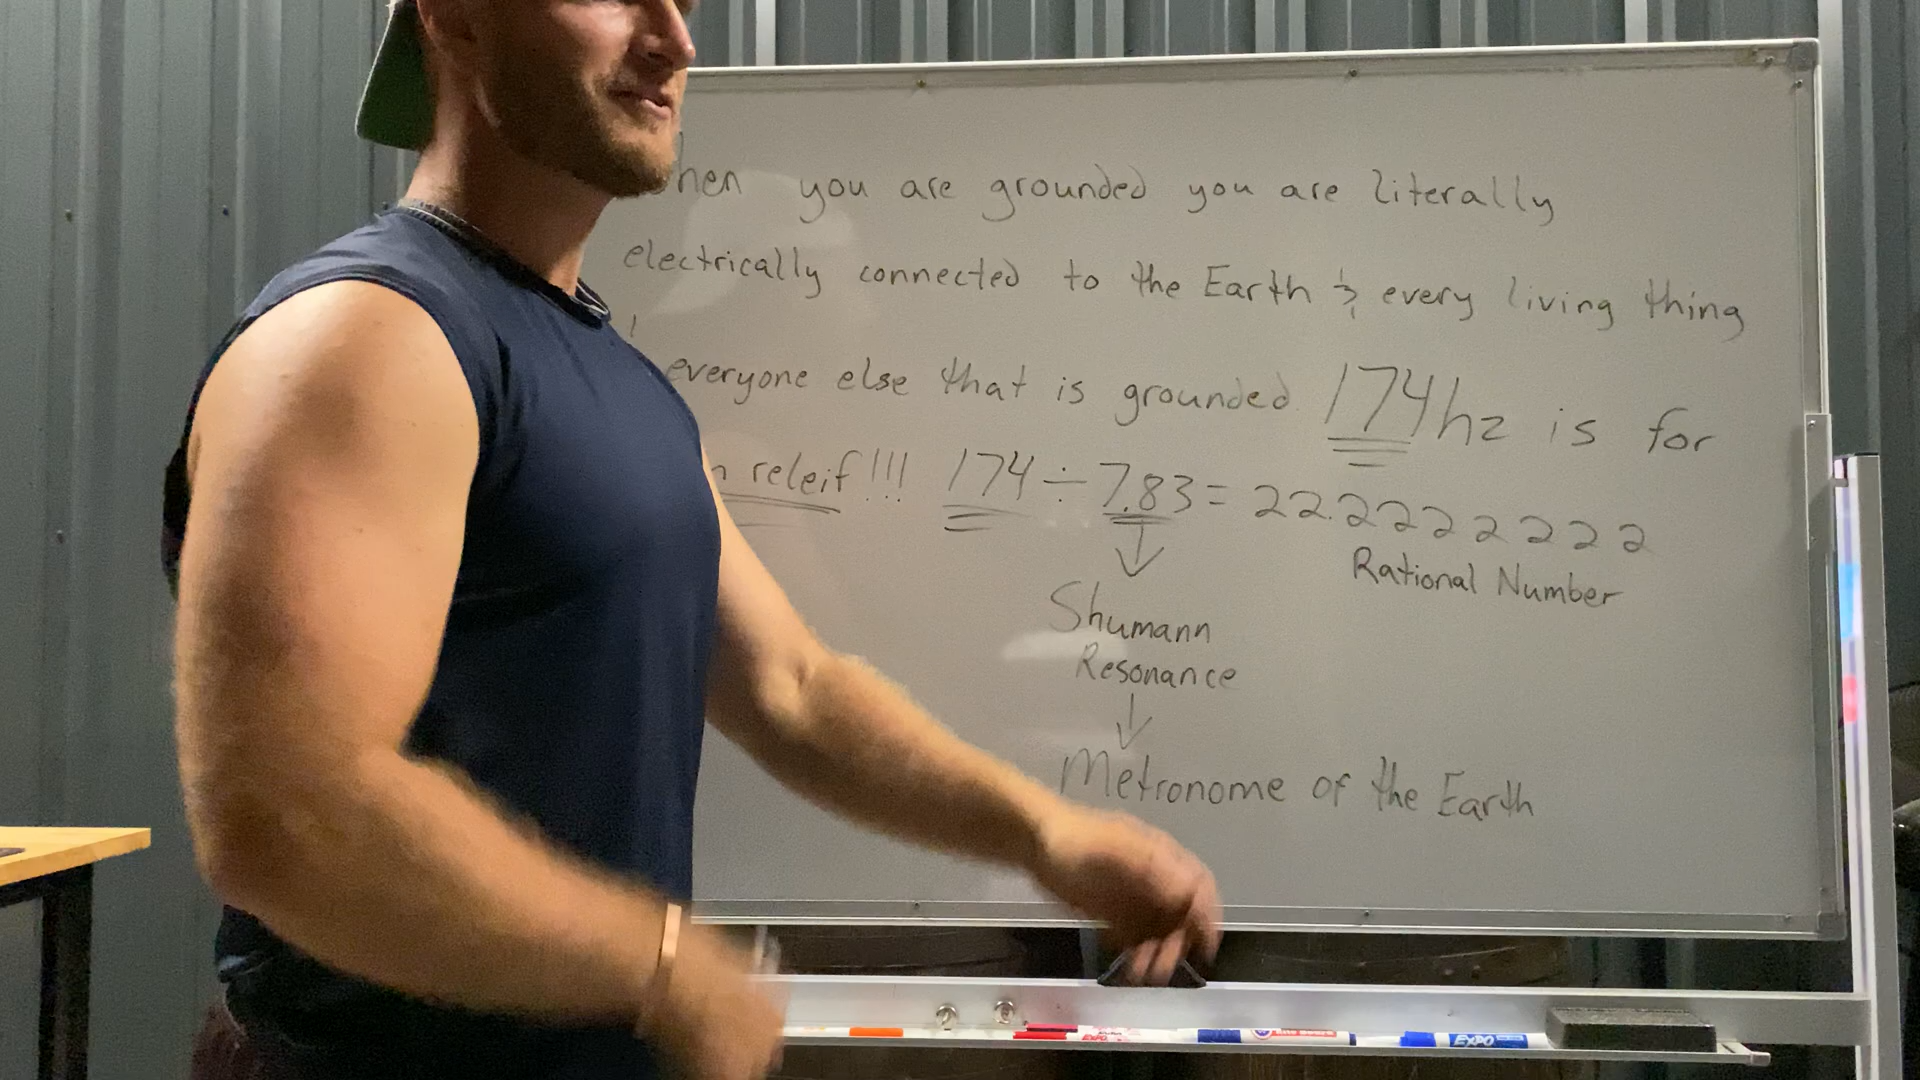 hen you are grounded you are literally
electrically connected to the Earth & every living thing
everyone else that is grounded. 174hz is for
n releif!!! 174 ÷ 7.83 = 22.2222222
Rational Number
Shumann
Resonance
Metronome of the Earth
EXPO
EXPO